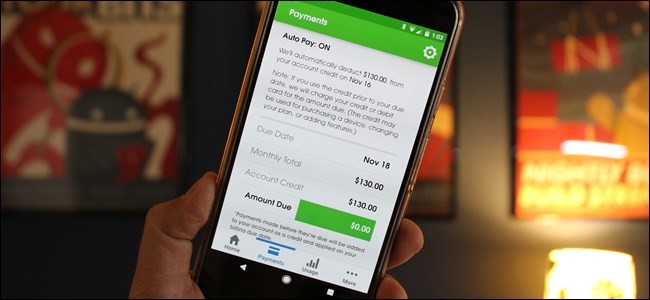 1:03
Payments
Auto Pay: ON
We'll automatically deduct $130.00, from
your account credit on Nov 16
Note: If you use the credit prior to your due
date, we will charge your credit or debit
card for the amount due. (The credit may
be used for purchasing a device, changing
your plan, or adding features.)
Due Date Nov 18
Monthly Total $130.00
Account Credit $130.00
Amount Due $0.00
*Payments made before they're due will be added
to your account as a credit and applied on your
billing due date.
Home Payments Usage More